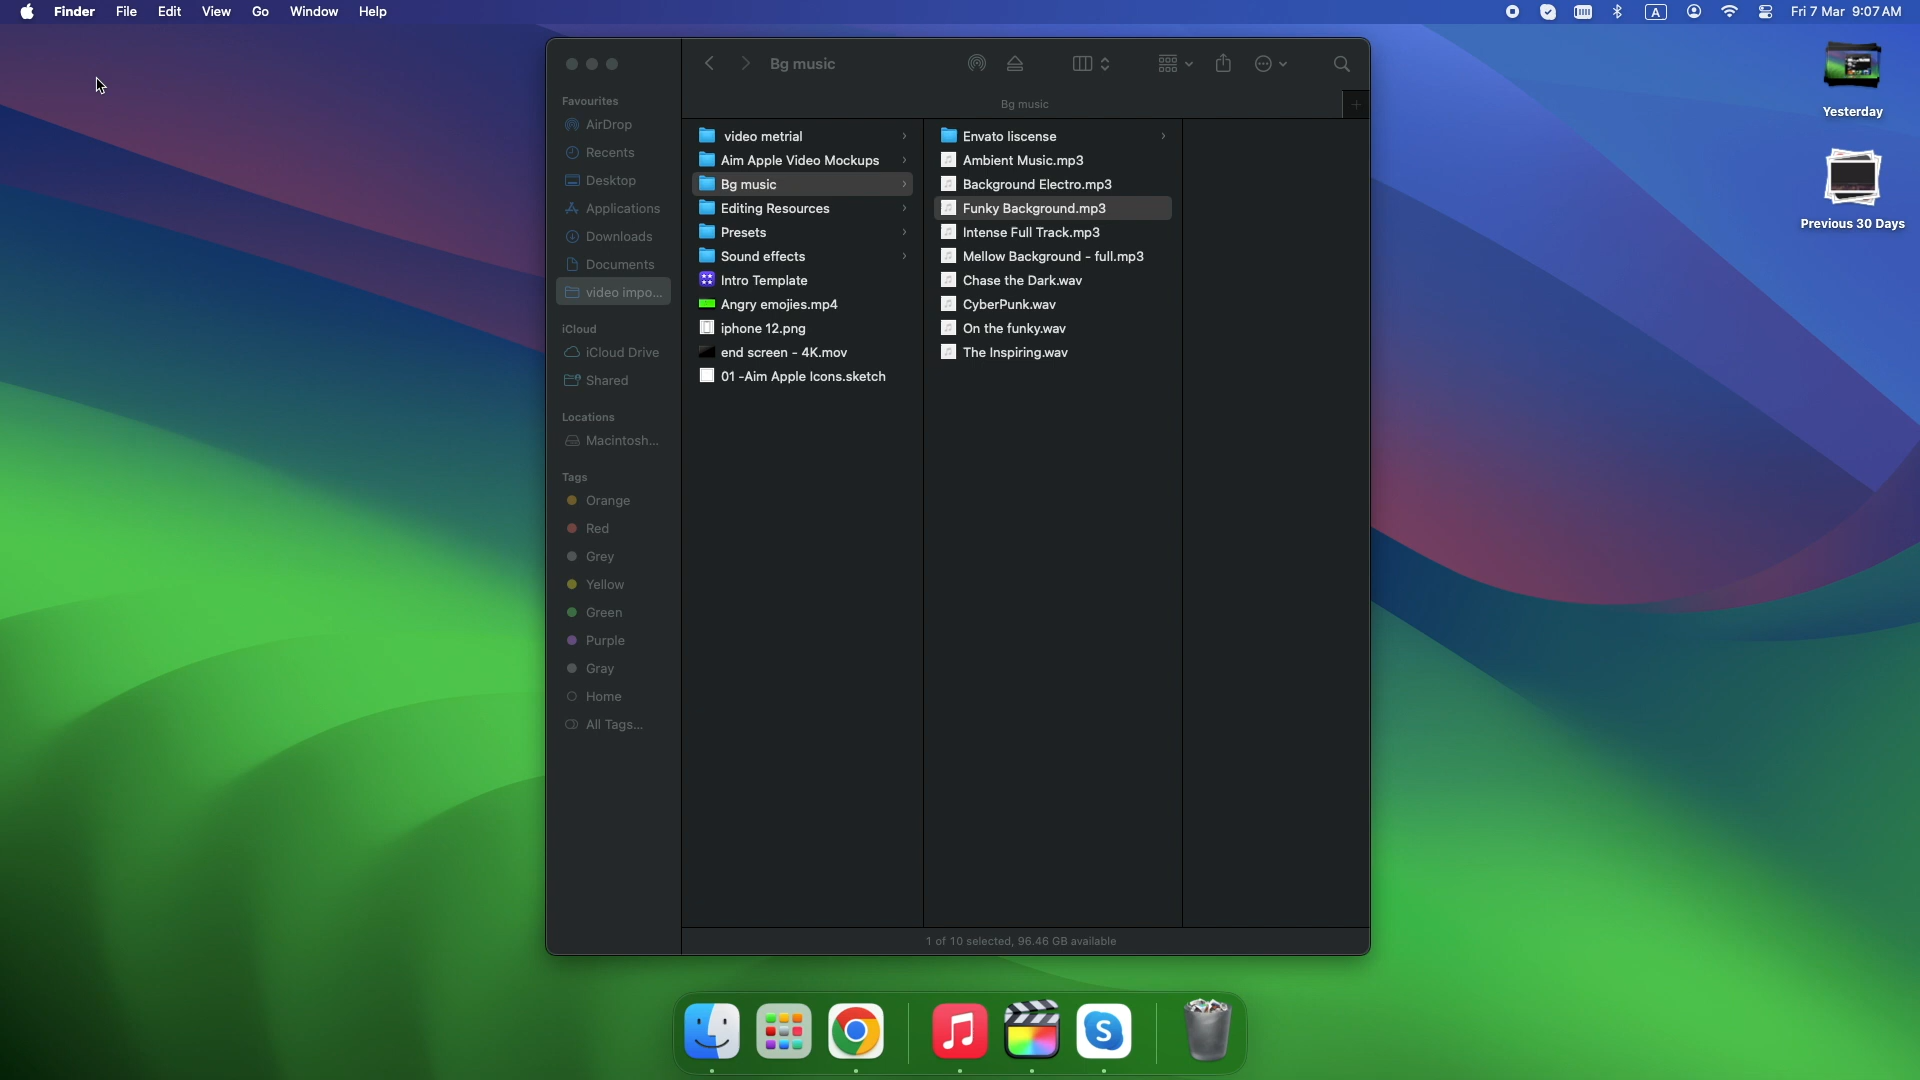 Finder File Edit View Go Window Help
A Fri 7 Mar 9:07 AM
Yesterday
Previous 30 Days
Bg music
Bg music
Favourites
AirDrop
Recents
Desktop
Applications
Downloads
Documents
video impo...
iCloud
iCloud Drive
Shared
Locations
Macintosh...
Tags
Orange
Red
Grey
Yellow
Green
Purple
Gray
Home
All Tags...
video metrial
Aim Apple Video Mockups
Bg music
Editing Resources
Presets
Sound effects
Intro Template
Angry emojies.mp4
iphone 12.png
end screen - 4K.mov
01 -Aim Apple Icons.sketch
Envato liscense
Ambient Music.mp3
Background Electro.mp3
Funky Background.mp3
Intense Full Track.mp3
Mellow Background - full.mp3
Chase the Dark.wav
CyberPunk.wav
On the funky.wav
The Inspiring.wav
1 of 10 selected, 96.46 GB available